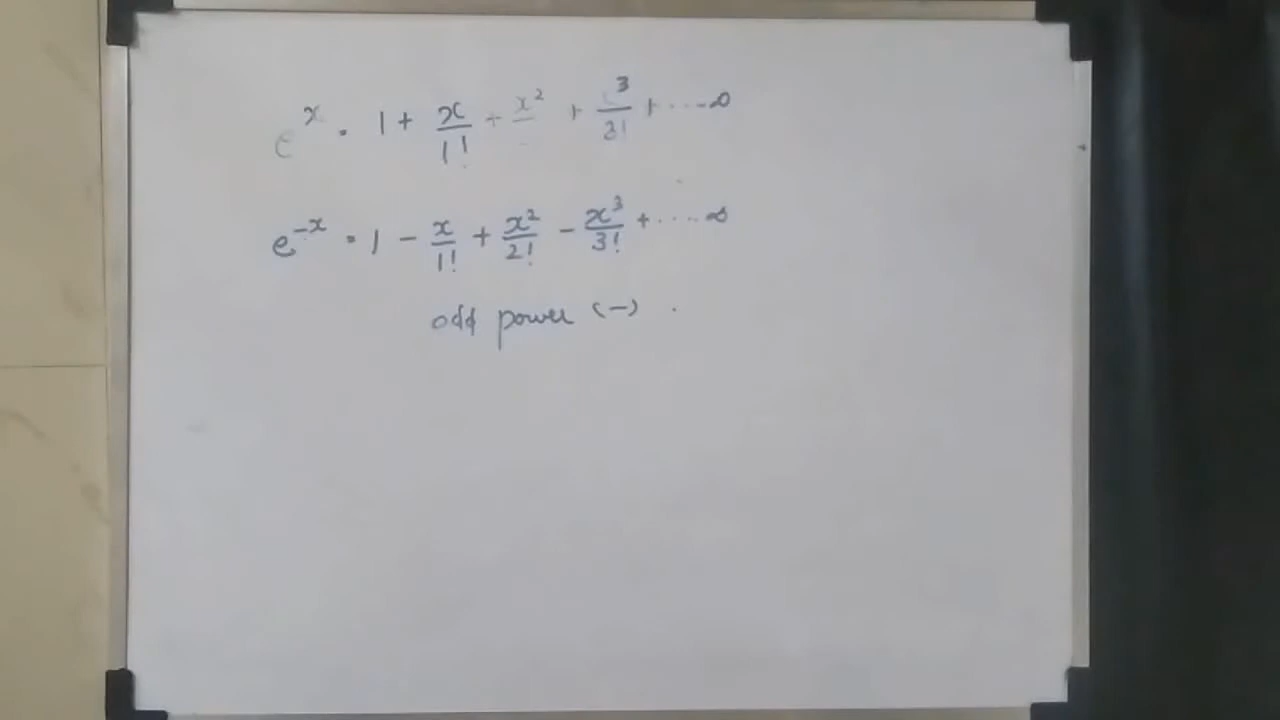 e^x = 1 + x/1! + x^2 + ^3/3! + ....∞
e^-x = 1 - x/1! + x^2/2! - x^3/3! + ....∞
odd power (-)